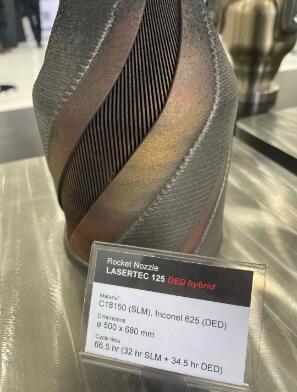 Rocket Nozzle
LASERTEC 125 DED hybrid
Material
C18150 (SLM), Inconel 625 (DED)
Dimensions
ø 500 x 680 mm
Cycle time
66.5 hr (32 hr SLM + 34.5 hr DED)